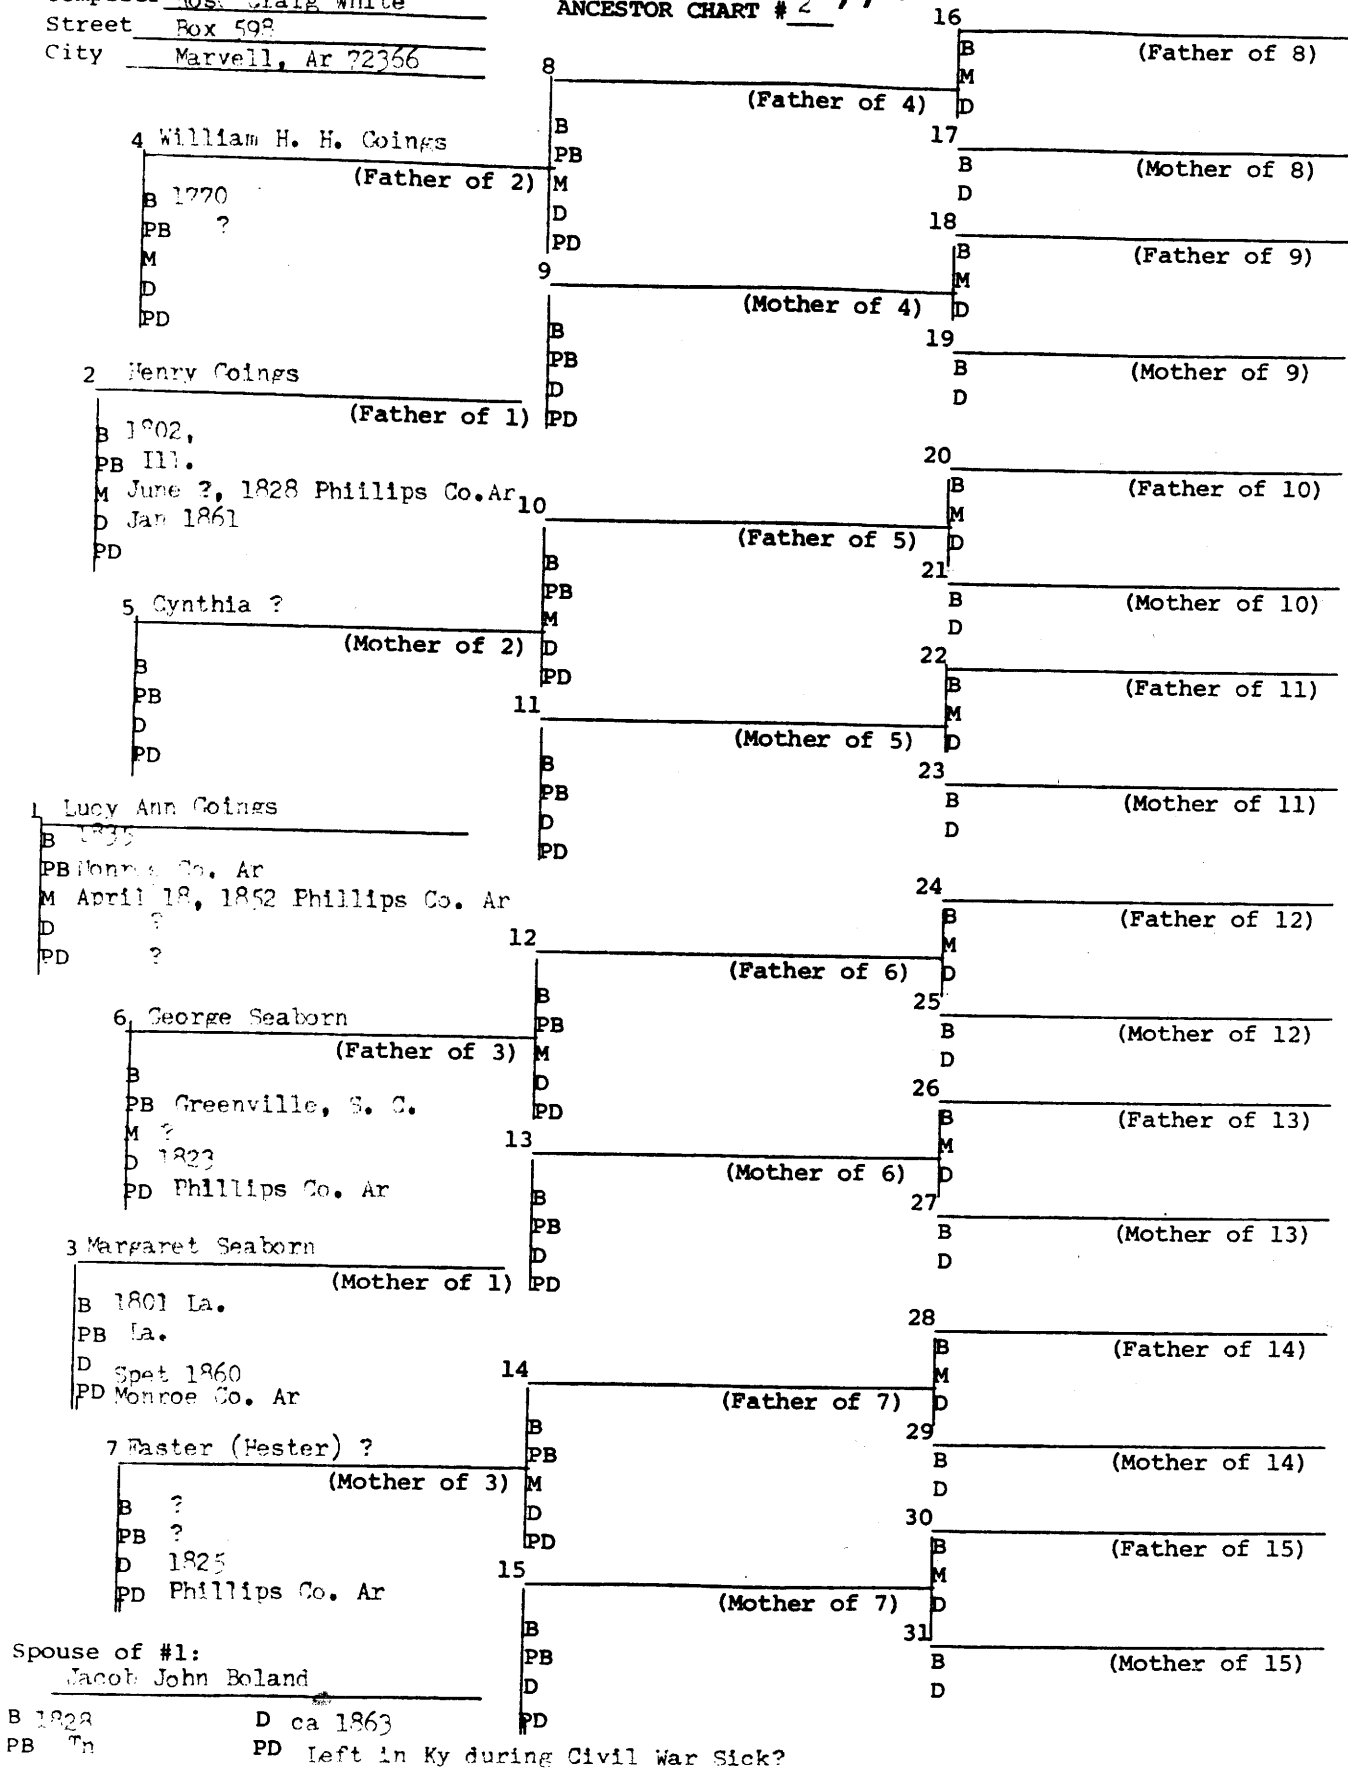 Craig White
ANCESTOR CHART # 2
Street Box 598
City Marvell, Ar 72366
16
(Father of 8)
B
M
D
8
(Father of 4)
B
PB
M
D
PD
17
(Mother of 8)
B
D
4 William H. H. Coings
(Father of 2)
B 1770
PB ?
M
D
PD
18
(Father of 9)
B
M
D
9
(Mother of 4)
B
PB
D
PD
19
(Mother of 9)
B
D
2 Henry Coings
(Father of 1)
B 1802,
PB Ill.
M June ?, 1828 Phillips Co.Ar
D Jan 1861
PD
20
(Father of 10)
B
M
D
10
(Father of 5)
B
PB
M
D
PD
21
(Mother of 10)
B
D
5 Cynthia ?
(Mother of 2)
B
PB
D
PD
22
(Father of 11)
B
M
D
11
(Mother of 5)
B
PB
D
PD
23
(Mother of 11)
B
D
1 Lucy Ann Coings
B 1835
PB Monroe Co. Ar
M April 18, 1852 Phillips Co. Ar
D ?
PD ?
24
(Father of 12)
B
M
D
12
(Father of 6)
B
PB
M
D
PD
25
(Mother of 12)
B
D
6 George Seaborn
(Father of 3)
B
PB Greenville, S. C.
M ?
D 1823
PD Phillips Co. Ar
26
(Father of 13)
B
M
D
13
(Mother of 6)
B
PB
D
PD
27
(Mother of 13)
B
D
3 Margaret Seaborn
(Mother of 1)
B 1801 La.
PB La.
D Spet 1860
PD Monroe Co. Ar
28
(Father of 14)
B
M
D
14
(Father of 7)
B
PB
M
D
PD
29
(Mother of 14)
B
D
7 Easter (Hester) ?
(Mother of 3)
B ?
PB ?
D 1825
PD Phillips Co. Ar
30
(Father of 15)
B
M
D
15
(Mother of 7)
B
PB
D
PD
31
(Mother of 15)
B
D
Spouse of #1:
Jacob John Boland
B 1828 D ca 1863
PB Tn PD Left in Ky during Civil War Sick?